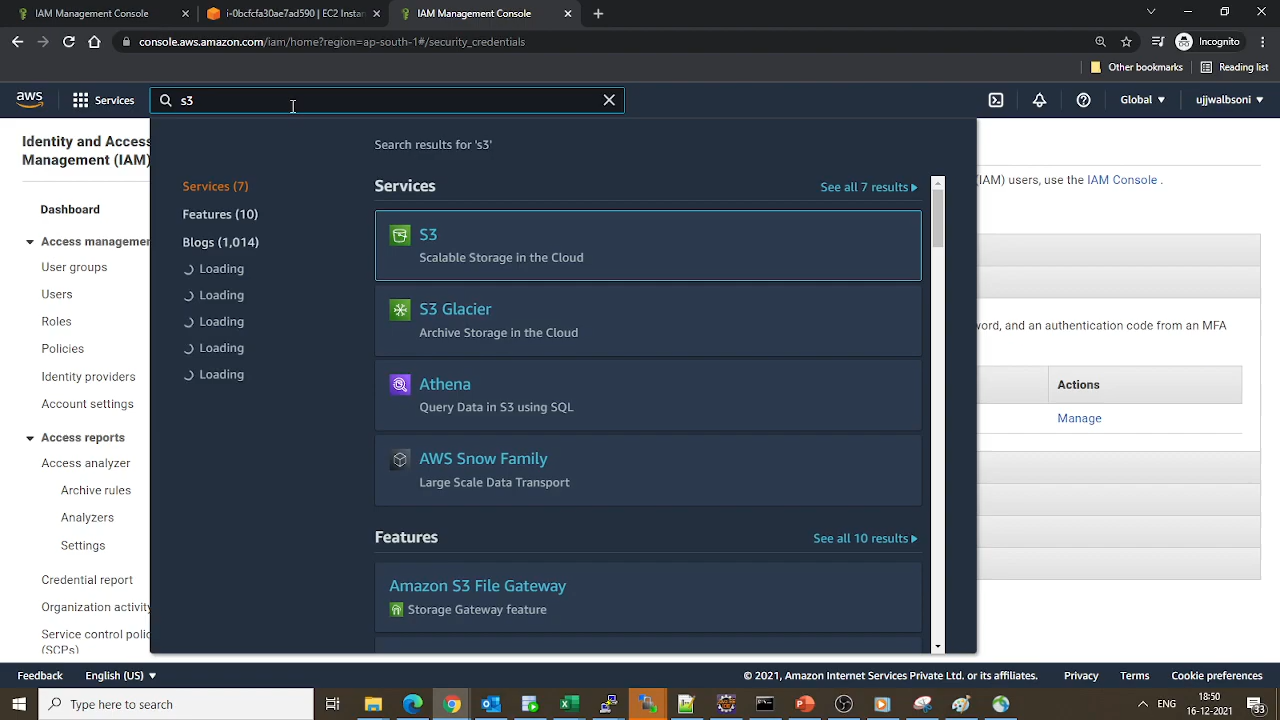 IAM Management Console
i-0bcfcfa30ae7ad590 | EC2 Instan
IAM Management Console
console.aws.amazon.com/iam/home?region=ap-south-1#/security_credentials
Incognito
Other bookmarks
Reading list
aws
Services
s3
Global
ujjwalbsoni
Identity and Access
Management (IAM)
(IAM) users, use the IAM Console .
Search results for 's3'
Services (7)
Services
See all 7 results
Dashboard
Features (10)
S3
Access managemen
Blogs (1,014)
Scalable Storage in the Cloud
User groups
Loading
Users
Loading
S3 Glacier
Roles
Loading
Archive Storage in the Cloud
ord, and an authentication code from an MFA
Policies
Loading
Identity providers
Loading
Athena
Actions
Account settings
Query Data in S3 using SQL
Manage
Access reports
AWS Snow Family
Access analyzer
Large Scale Data Transport
Archive rules
Analyzers
Features
See all 10 results
Settings
Credential report
Amazon S3 File Gateway
Organization activity
Storage Gateway feature
Service control polic
(SCPs)
Feedback
English (US)
© 2021, Amazon Internet Services Private Ltd. or its affiliates.
Privacy
Terms
Cookie preferences
Type here to search
18:50
16-12-2021
3